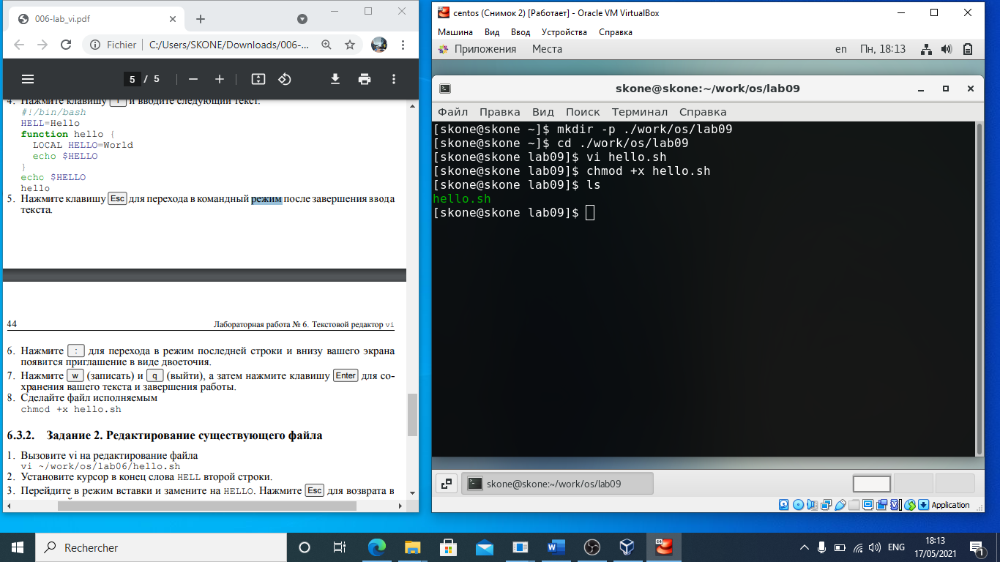 006-lab_vi.pdf
Fichier
C:/Users/SKONE/Downloads/006-...
5 / 5
4. Нажмите клавишу i и вводите следующий текст:
#!/bin/bash
HELL=Hello
function hello {
LOCAL HELLO=World
echo $HELLO
}
echo $HELLO
hello
5. Нажмите клавишу Esc для перехода в командный режим после завершения ввода
текста.
44
Лабораторная работа № 6. Текстовой редактор vi
6. Нажмите : для перехода в режим последней строки и внизу вашего экрана
появится приглашение в виде двоеточия.
7. Нажмите w (записать) и q (выйти), а затем нажмите клавишу Enter для со-
хранения вашего текста и завершения работы.
8. Сделайте файл исполняемым
chmod +x hello.sh
6.3.2. Задание 2. Редактирование существующего файла
1. Вызовите vi на редактирование файла
vi ~/work/os/lab06/hello.sh
2. Установите курсор в конец слова HELL второй строки.
3. Перейдите в режим вставки и замените на HELLO. Нажмите Esc для возврата в
centos (Снимок 2) [Работает] - Oracle VM VirtualBox
Машина Вид Ввод Устройства Справка
Приложения Места
en Пн, 18:13
skone@skone:~/work/os/lab09
Файл Правка Вид Поиск Терминал Справка
[skone@skone ~]$ mkdir -p ./work/os/lab09
[skone@skone ~]$ cd ./work/os/lab09
[skone@skone lab09]$ vi hello.sh
[skone@skone lab09]$ chmod +x hello.sh
[skone@skone lab09]$ ls
hello.sh
[skone@skone lab09]$
skone@skone:~/work/os/lab09
Application
Rechercher
ENG
18:13
17/05/2021